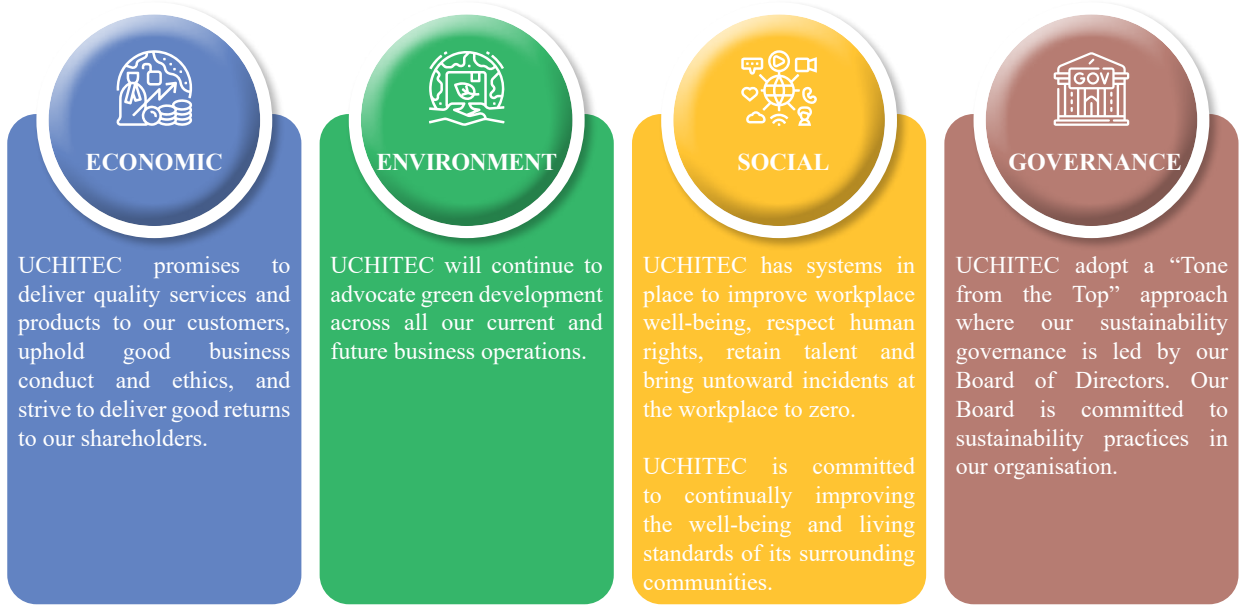 ECONOMIC
UCHITEC promises to
deliver quality services and
products to our customers,
uphold good business
conduct and ethics, and
strive to deliver good returns
to our shareholders.
ENVIRONMENT
UCHITEC will continue to
advocate green development
across all our current and
future business operations.
SOCIAL
UCHITEC has systems in
place to improve workplace
well-being, respect human
rights, retain talent and
bring untoward incidents at
the workplace to zero.
UCHITEC is committed
to continually improving
the well-being and living
standards of its surrounding
communities.
GOV
GOVERNANCE
UCHITEC adopt a “Tone
from the Top” approach
where our sustainability
governance is led by our
Board of Directors. Our
Board is committed to
sustainability practices in
our organisation.